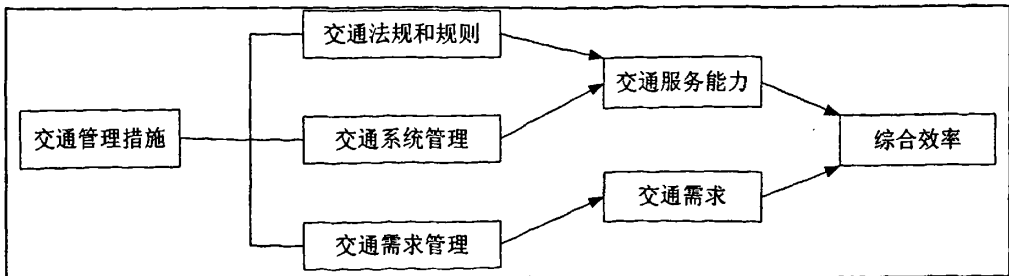 交通法规和规则
交通服务能力
交通管理措施
交通系统管理
综合效率
交通需求
交通需求管理